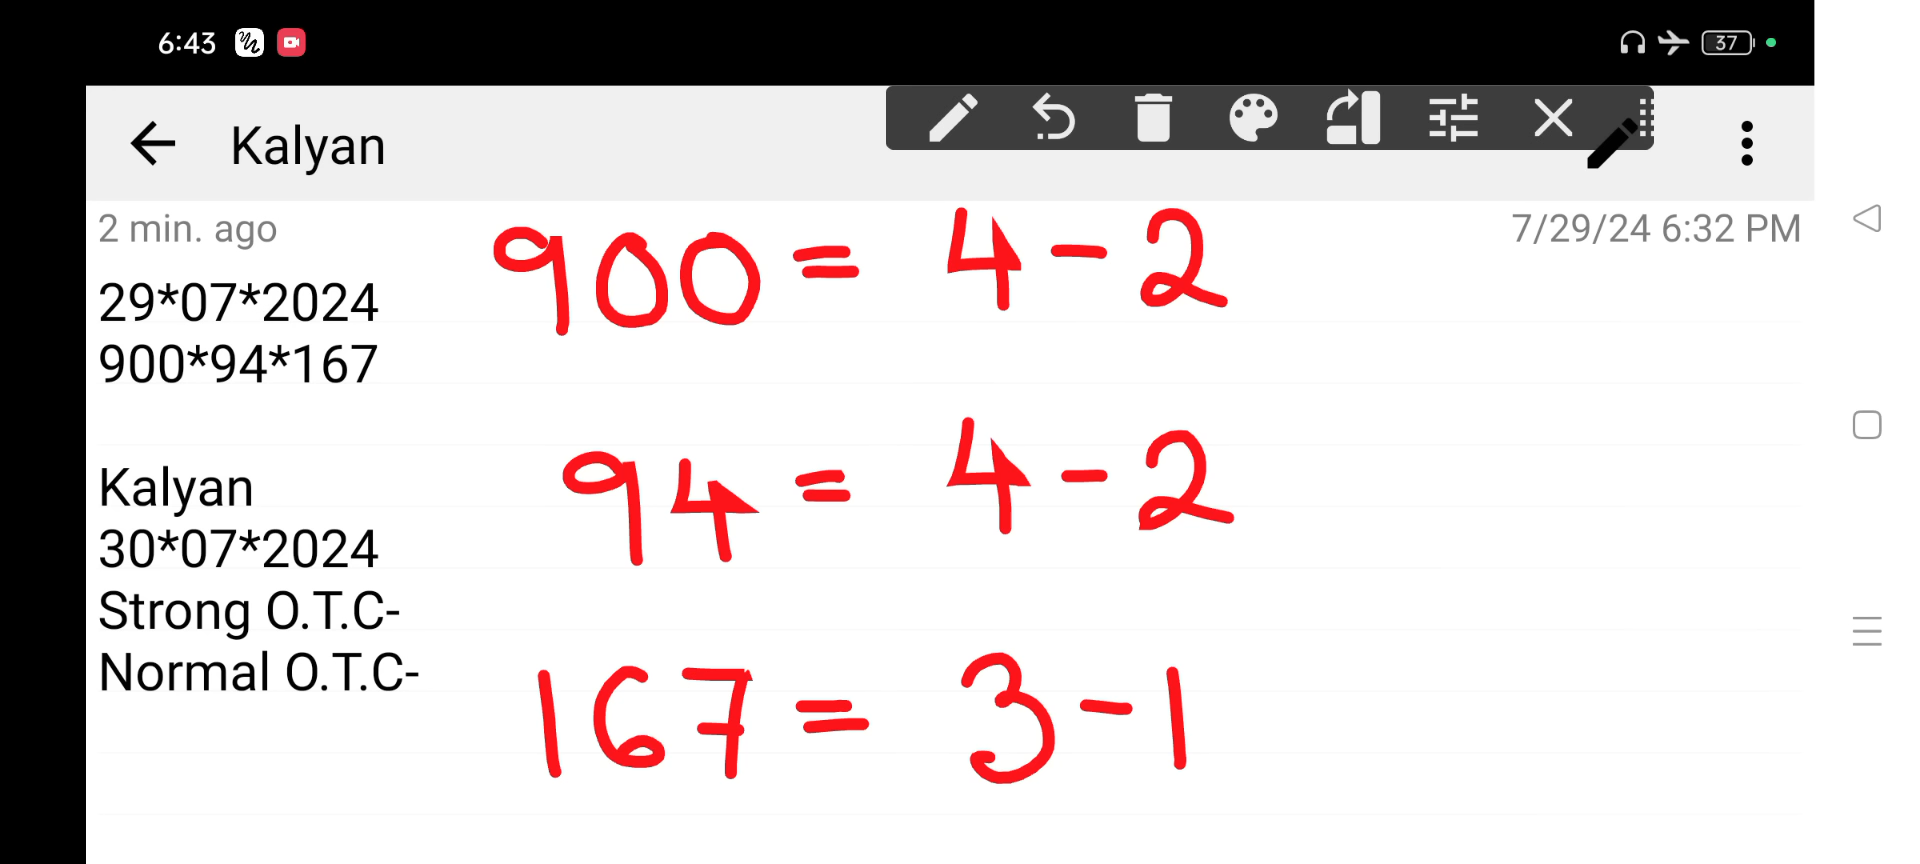 6:43
37
Kalyan
2 min. ago
7/29/24 6:32 PM
29*07*2024
900*94*167
Kalyan
30*07*2024
Strong O.T.C-
Normal O.T.C-
900 = 4-2
94 = 4-2
167 = 3-1